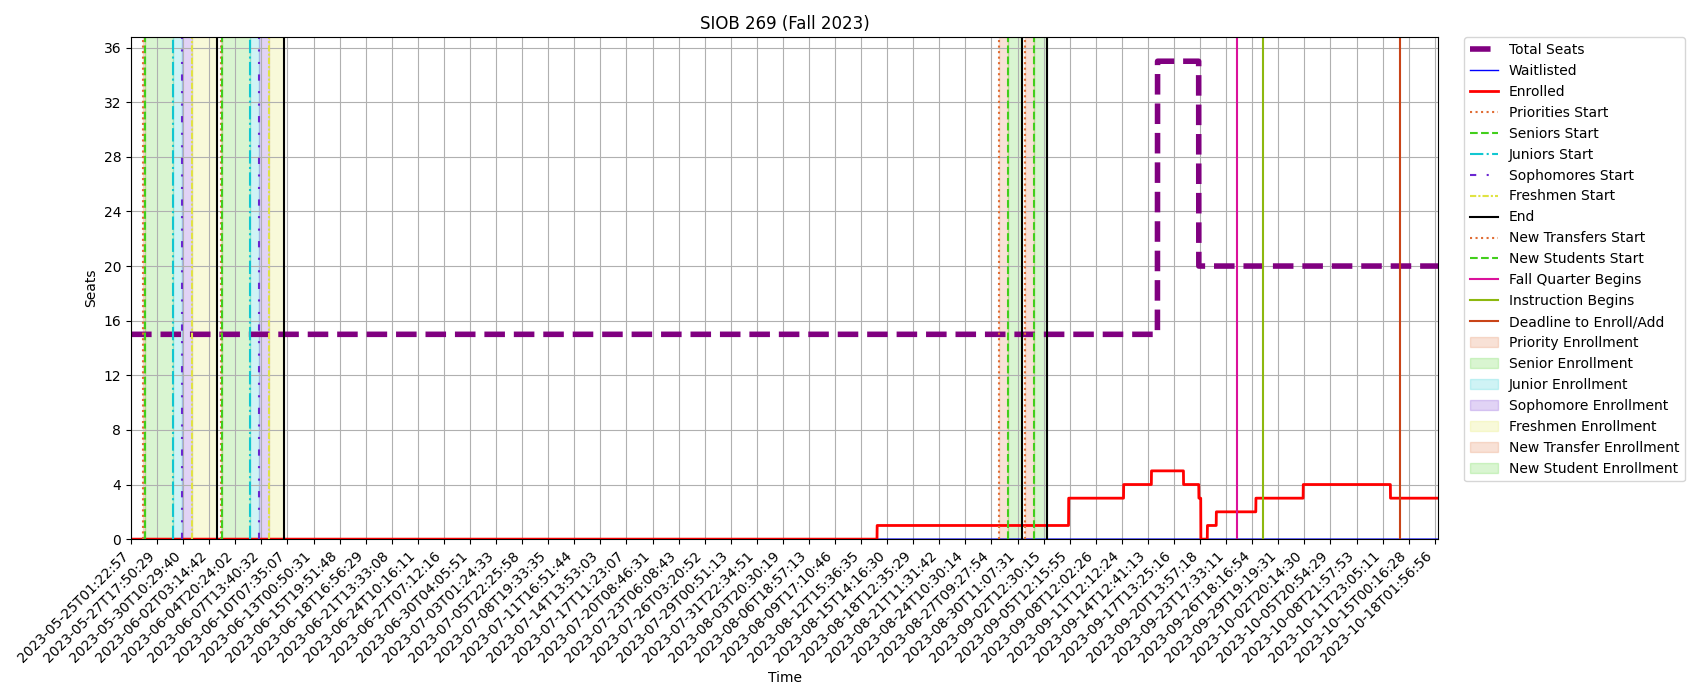 SIOB 269 (Fall 2023)
Seats
36
32
28
24
20
16
12
8
4
0
2023-05-25T01:22:57
2023-05-27T17:50:29
2023-05-30T10:29:40
2023-06-02T03:14:42
2023-06-04T20:24:02
2023-06-07T13:40:32
2023-06-10T07:35:07
2023-06-13T00:50:31
2023-06-15T19:51:48
2023-06-18T16:56:29
2023-06-21T13:33:08
2023-06-24T10:16:11
2023-06-27T07:12:16
2023-06-30T04:05:51
2023-07-03T01:24:33
2023-07-05T22:25:58
2023-07-08T19:33:35
2023-07-11T16:51:44
2023-07-14T13:53:03
2023-07-17T11:23:07
2023-07-20T08:46:31
2023-07-23T06:08:43
2023-07-26T03:20:52
2023-07-29T00:51:13
2023-07-31T22:34:51
2023-08-03T20:30:19
2023-08-06T18:57:13
2023-08-09T17:10:46
2023-08-12T15:36:35
2023-08-15T14:16:30
2023-08-18T12:35:29
2023-08-21T11:31:42
2023-08-24T10:30:14
2023-08-27T09:27:54
2023-08-30T11:07:31
2023-09-02T12:30:15
2023-09-05T12:15:55
2023-09-08T12:02:26
2023-09-11T12:12:24
2023-09-14T12:41:13
2023-09-17T13:25:16
2023-09-20T13:57:18
2023-09-23T17:33:11
2023-09-26T18:16:54
2023-09-29T19:19:31
2023-10-02T20:14:30
2023-10-05T20:54:29
2023-10-08T21:57:53
2023-10-11T23:05:11
2023-10-15T00:16:28
2023-10-18T01:56:56
Time
Total Seats
Waitlisted
Enrolled
Priorities Start
Seniors Start
Juniors Start
Sophomores Start
Freshmen Start
End
New Transfers Start
New Students Start
Fall Quarter Begins
Instruction Begins
Deadline to Enroll/Add
Priority Enrollment
Senior Enrollment
Junior Enrollment
Sophomore Enrollment
Freshmen Enrollment
New Transfer Enrollment
New Student Enrollment